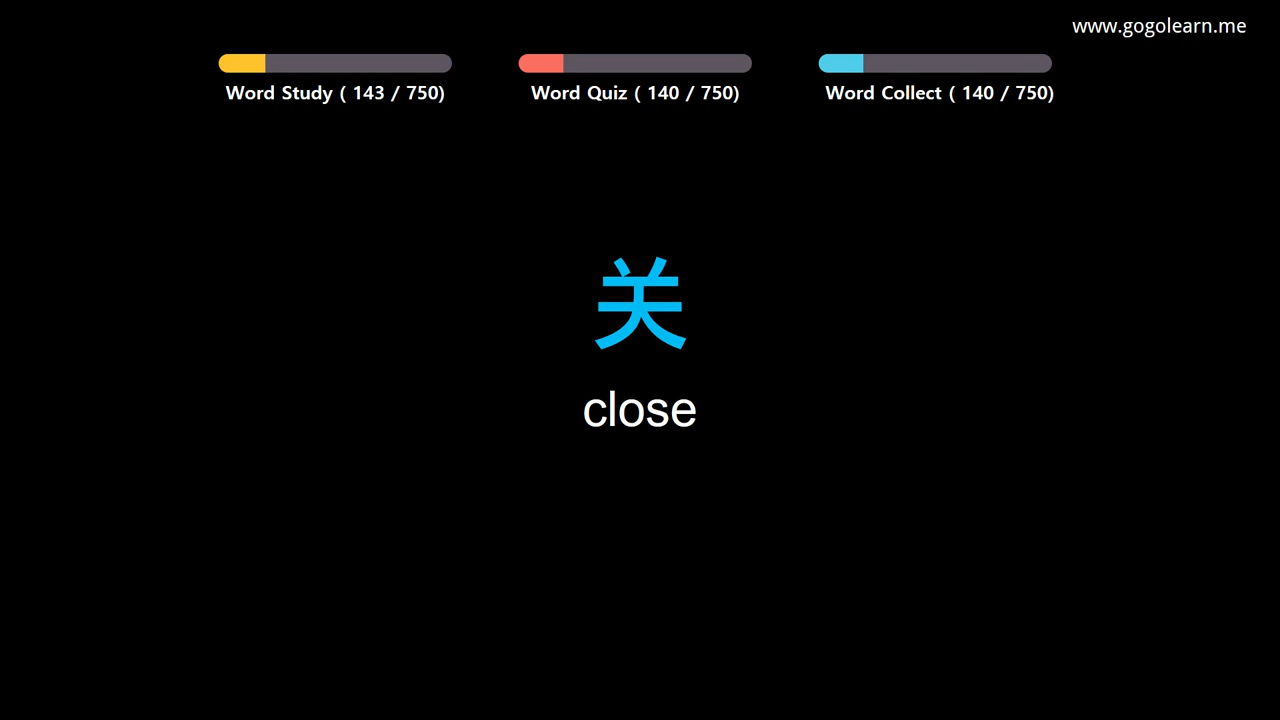 www.gogolearn.me
Word Study ( 143 / 750)
Word Quiz ( 140 / 750)
Word Collect ( 140 / 750)
关
close